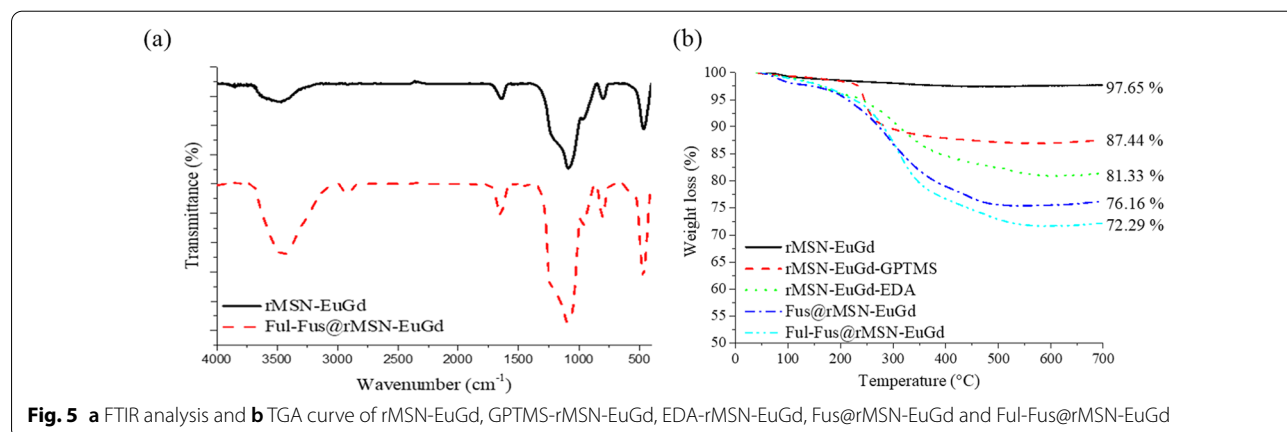 (a)
Transmittance (%)
rMSN-EuGd
Ful-Fus@rMSN-EuGd
4000 3500 3000 2500 2000 1500 1000 500
Wavenumber (cm⁻¹)
(b)
Weight loss (%)
100
95
90
85
80
75
70
65
60
55
50
97.65 %
87.44 %
81.33 %
76.16 %
72.29 %
rMSN-EuGd
rMSN-EuGd-GPTMS
rMSN-EuGd-EDA
Fus@rMSN-EuGd
Ful-Fus@rMSN-EuGd
0 100 200 300 400 500 600 700
Temperature (°C)
Fig. 5 a FTIR analysis and b TGA curve of rMSN-EuGd, GPTMS-rMSN-EuGd, EDA-rMSN-EuGd, Fus@rMSN-EuGd and Ful-Fus@rMSN-EuGd